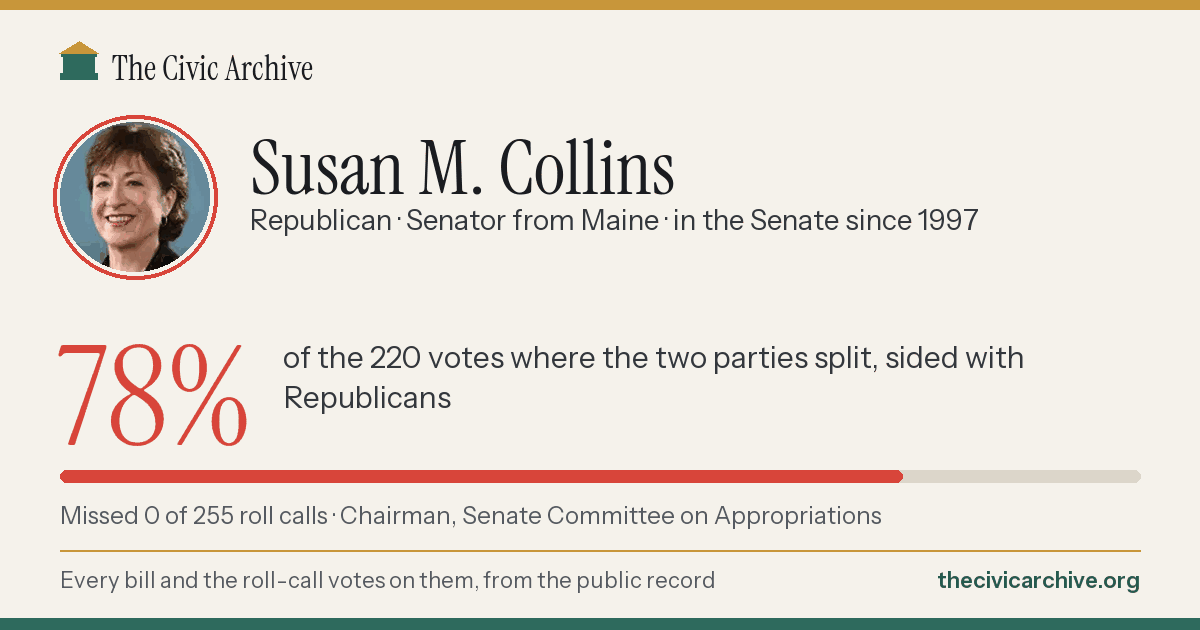 The Civic Archive
Susan M. Collins
Republican · Senator from Maine · in the Senate since 1997
78%
of the 220 votes where the two parties split, sided with
Republicans
Missed 0 of 255 roll calls · Chairman, Senate Committee on Appropriations
Every bill and the roll-call votes on them, from the public record
thecivicarchive.org